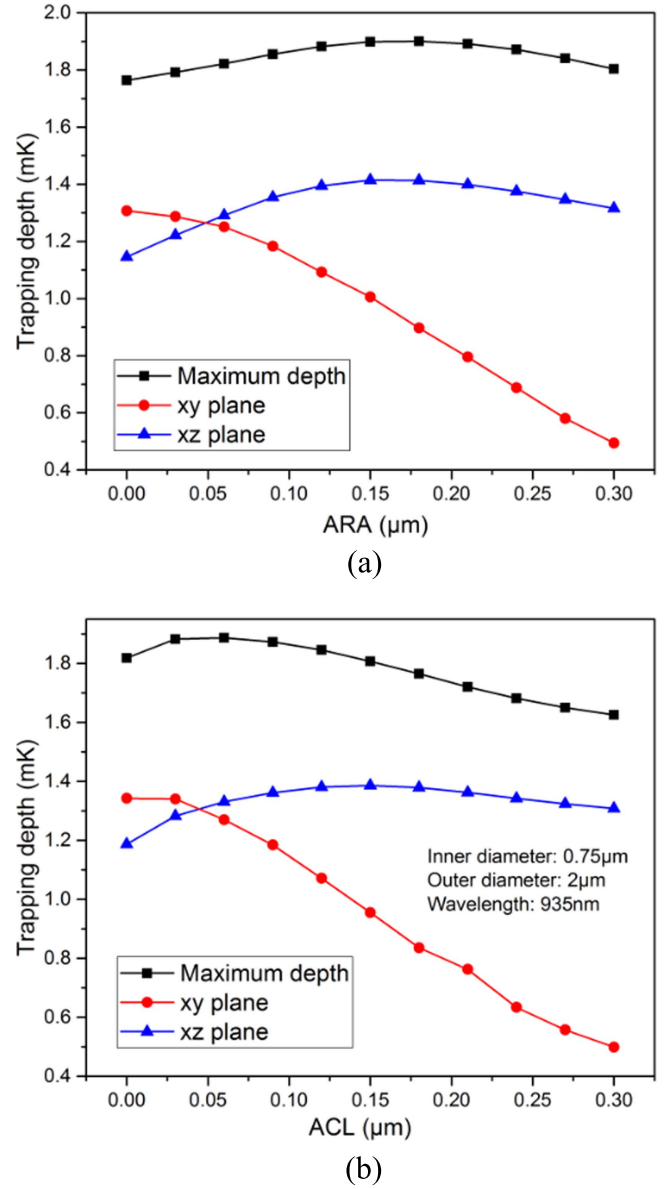 2.0
1.8
1.6
1.4
1.2
1.0
0.8
0.6
0.4
Trapping depth (mK)
Maximum depth
xy plane
xz plane
0.00 0.05 0.10 0.15 0.20 0.25 0.30
ARA (μm)
(a)
1.8
1.6
1.4
1.2
1.0
0.8
0.6
0.4
Trapping depth (mK)
Inner diameter: 0.75μm
Outer diameter: 2μm
Wavelength: 935nm
Maximum depth
xy plane
xz plane
0.00 0.05 0.10 0.15 0.20 0.25 0.30
ACL (μm)
(b)